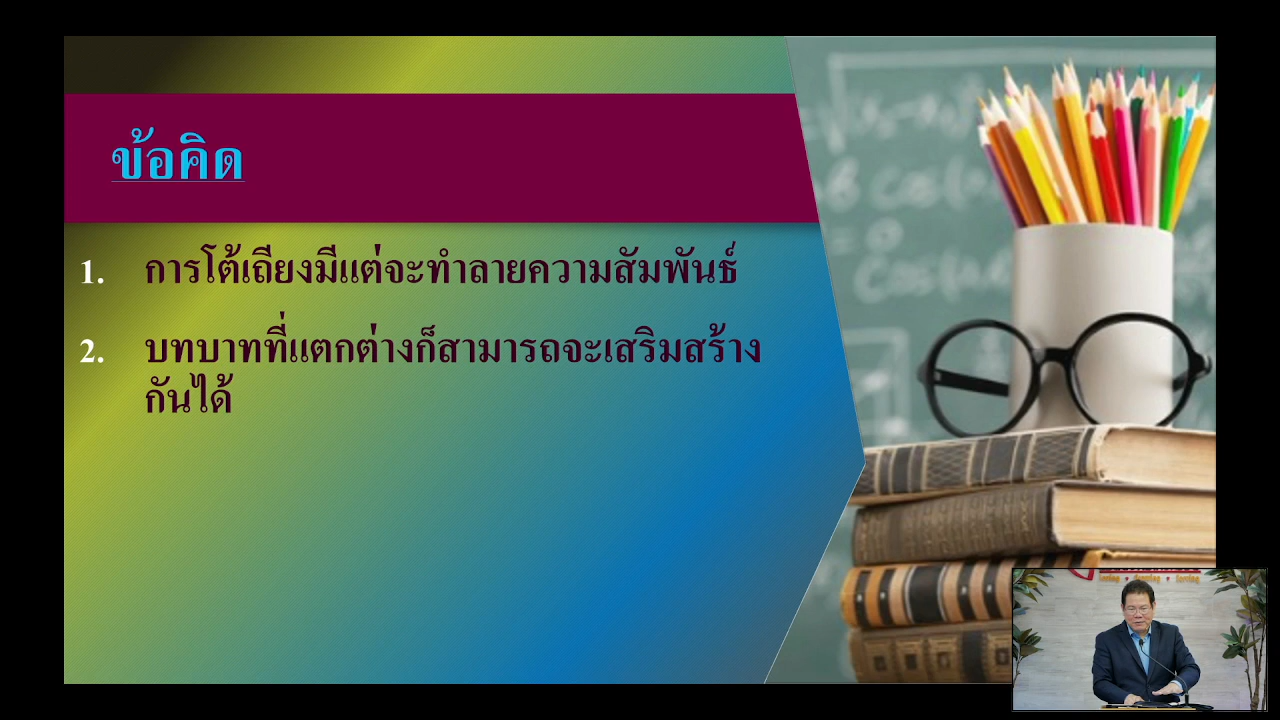 ข้อคิด
1. การโต้เถียงมีแต่จะทำลายความสัมพันธ์
2. บทบาทที่แตกต่างก็สามารถจะเสริมสร้าง
กันได้